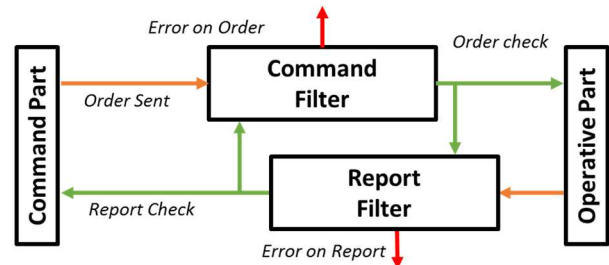 Error on Order
Order check
Command Part
Command
Filter
Operative Part
Order Sent
Report
Filter
Report Check
Error on Report